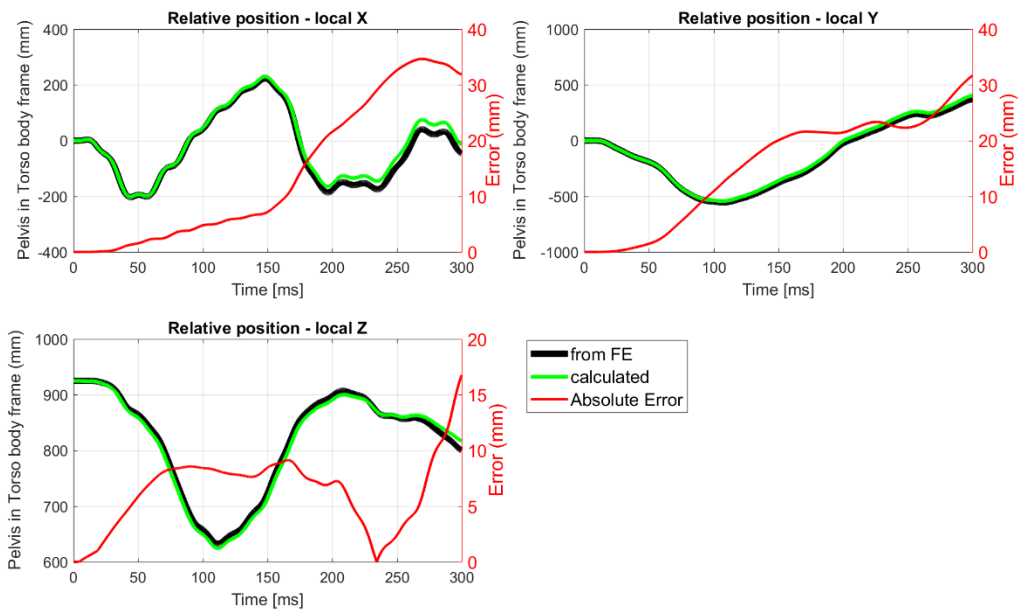 Relative position - local X
Pelvis in Torso body frame (mm)
400
200
0
-200
-400
40
30
20
10
0
Error (mm)
0 50 100 150 200 250 300
Time [ms]
Relative position - local Y
Pelvis in Torso body frame (mm)
1000
500
0
-500
-1000
40
30
20
10
0
Error (mm)
0 50 100 150 200 250 300
Time [ms]
Relative position - local Z
Pelvis in Torso body frame (mm)
1000
900
800
700
600
20
15
10
5
0
Error (mm)
0 50 100 150 200 250 300
Time [ms]
from FE
calculated
Absolute Error